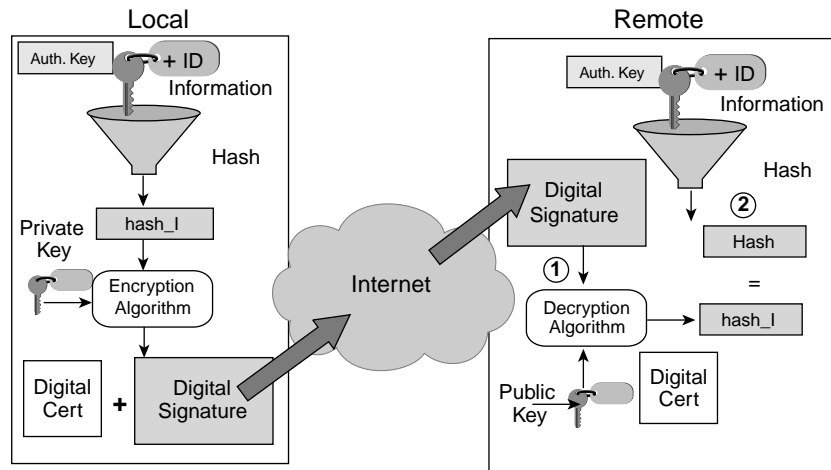 Local
Auth. Key
+ ID
Information
Hash
hash_I
Private
Key
Encryption
Algorithm
Digital
Cert
+
Digital
Signature
Internet
Remote
Auth. Key
+ ID
Information
Hash
Digital
Signature
2
Hash
1
=
Decryption
Algorithm
hash_I
Public
Key
Digital
Cert